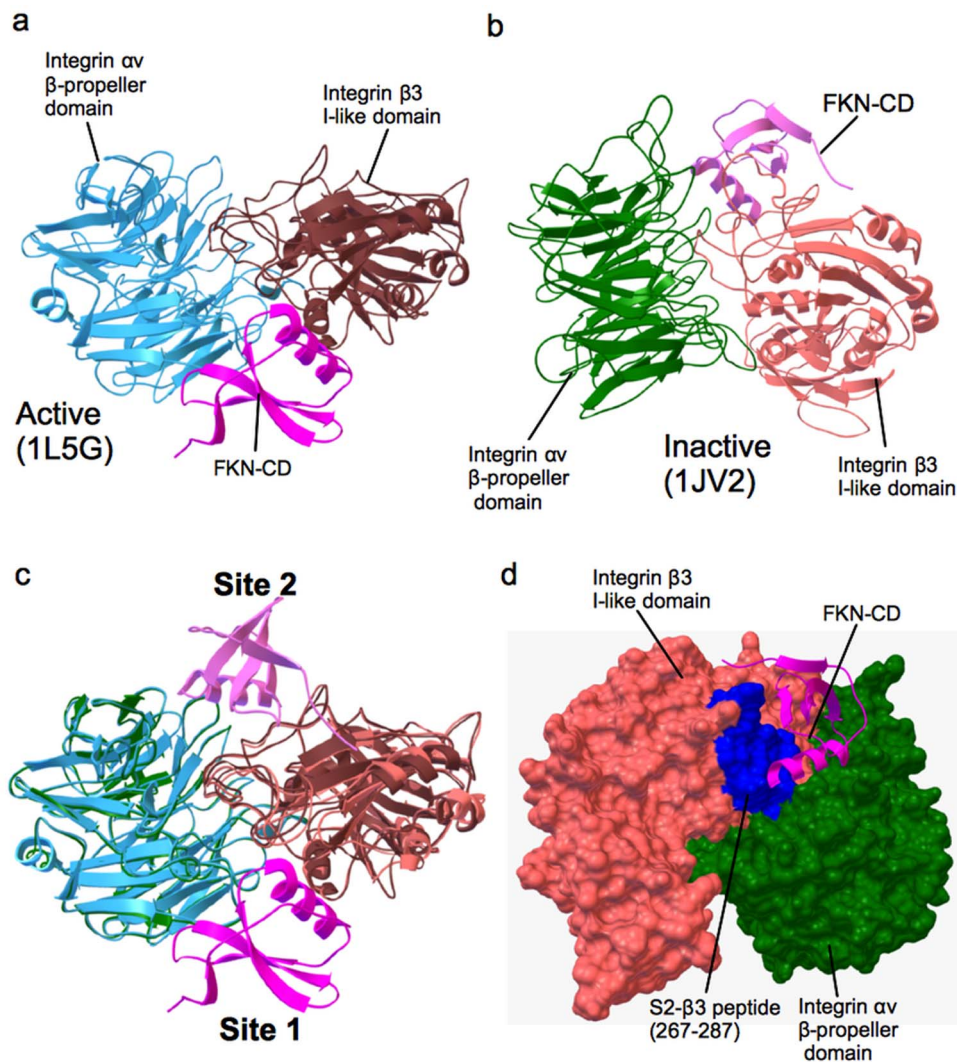 a
Integrin αv
β-propeller
domain
Integrin β3
I-like domain
Active
(1L5G)
FKN-CD
b
FKN-CD
Integrin αv
β-propeller
domain
Inactive
(1JV2)
Integrin β3
I-like domain
c
Site 2
Site 1
d
Integrin β3
I-like domain
FKN-CD
S2-β3 peptide
(267-287)
Integrin αv
β-propeller
domain